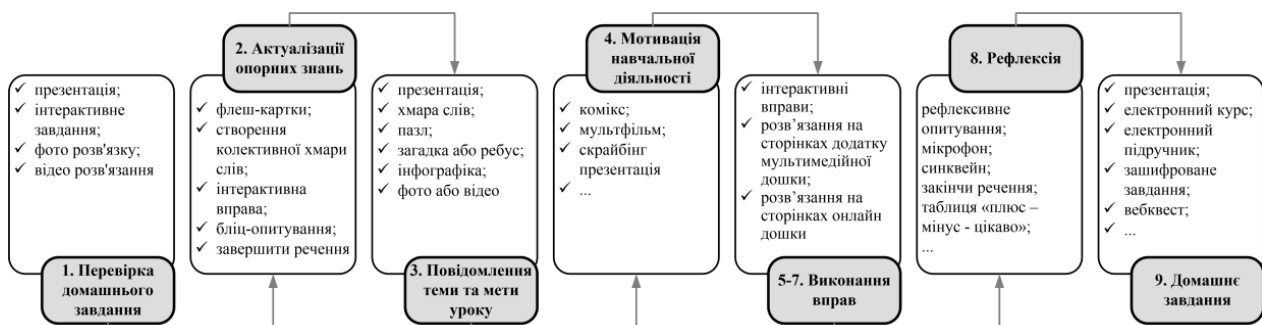 ✓ презентація;
✓ інтерактивне
завдання;
✓ фото розв'язку;
✓ відео розв'язання
1. Перевірка
домашнього
завдання
2. Актуалізації
опорних знань
✓ флеш-картки;
✓ створення
колективної хмари
слів;
✓ інтерактивна
вправа;
✓ бліц-опитування;
✓ завершити речення
✓ презентація;
✓ хмара слів;
✓ пазл;
✓ загадка або ребус;
✓ інфографіка;
✓ фото або відео
3. Повідомлення
теми та мети
уроку
4. Мотивація
навчальної
діяльності
✓ комікс;
✓ мультфільм;
✓ скрайбінг
презентація
✓ ...
✓ інтерактивні
вправи;
✓ розв’язання на
сторінках додатку
мультимедійної
дошки;
✓ розв’язання на
сторінках онлайн
дошки
5-7. Виконання
вправ
8. Рефлексія
рефлексивне
опитування;
мікрофон;
синквейн;
закінчи речення;
таблиця «плюс –
мінус - цікаво»;
...
✓ презентація;
✓ електронний курс;
✓ електронний
підручник;
✓ зашифроване
завдання;
✓ вебквест;
✓ ...
9. Домашнє
завдання